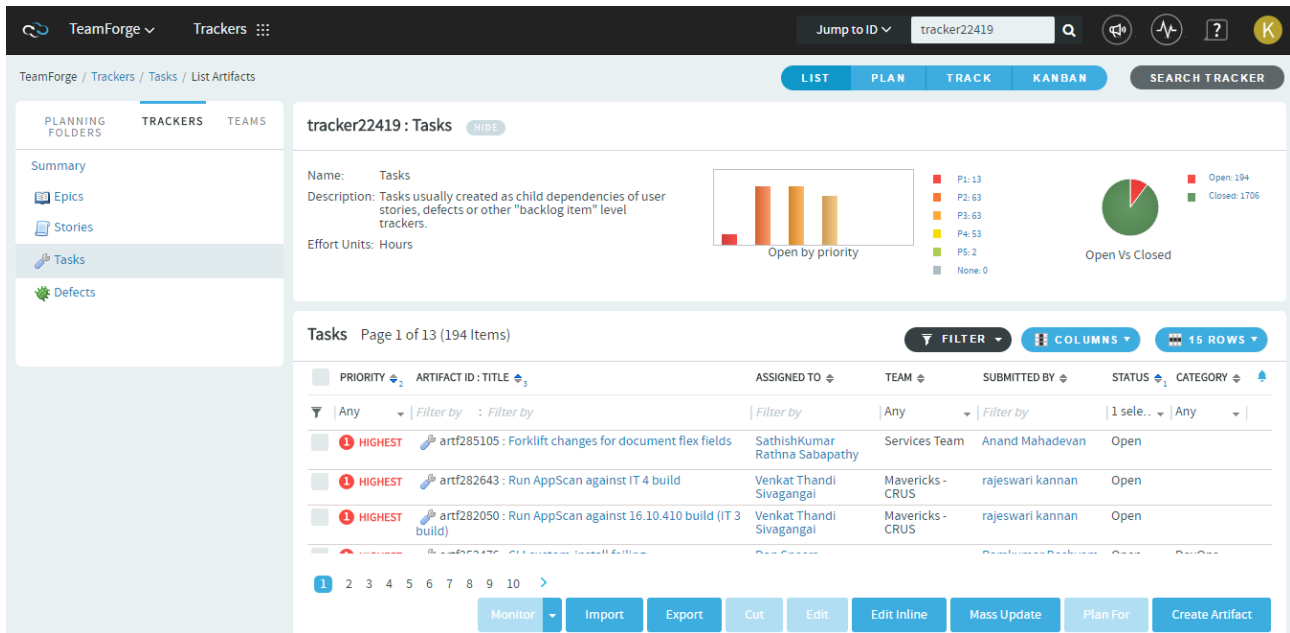 TeamForge
Trackers
Jump to ID
tracker22419
?
K
TeamForge / Trackers / Tasks / List Artifacts
LIST
PLAN
TRACK
KANBAN
SEARCH TRACKER
PLANNING
FOLDERS
TRACKERS
TEAMS
Summary
Epics
Stories
Tasks
Defects
tracker22419 : Tasks
HIDE
Name: Tasks
Description: Tasks usually created as child dependencies of user
stories, defects or other "backlog item" level
trackers.
Effort Units: Hours
Open by priority
P1: 13
P2: 63
P3: 63
P4: 53
P5: 2
None: 0
Open Vs Closed
Open: 194
Closed: 1706
Tasks Page 1 of 13 (194 Items)
FILTER
COLUMNS
15 ROWS
PRIORITY 2 ARTIFACT ID : TITLE 3 ASSIGNED TO TEAM SUBMITTED BY STATUS 1 CATEGORY
Any Filter by : Filter by Filter by Any Filter by 1 sele.. Any
1 HIGHEST artf285105 : Forklift changes for document flex fields SathishKumar Services Team Anand Mahadevan Open
Rathna Sabapathy
1 HIGHEST artf282643 : Run AppScan against IT 4 build Venkat Thandi Mavericks - rajeswari kannan Open
Sivagangai CRUS
1 HIGHEST artf282050 : Run AppScan against 16.10.410 build (IT 3 Venkat Thandi Mavericks - rajeswari kannan Open
build) Sivagangai CRUS
1 2 3 4 5 6 7 8 9 10 >
Monitor
Import
Export
Cut
Edit
Edit Inline
Mass Update
Plan For
Create Artifact